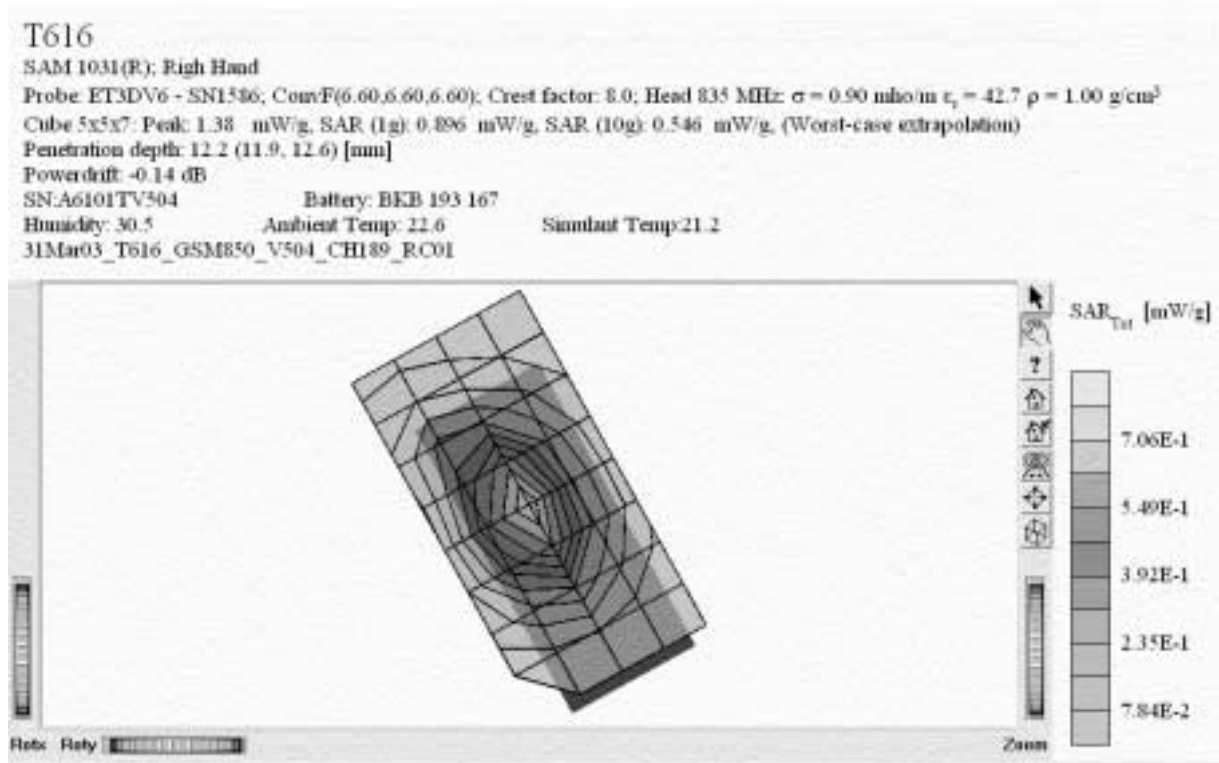 T616
SAM 1031(R); Righ Hand
Probe: ET3DV6 - SN1586; ConvF(6.60,6.60,6.60); Crest factor: 8.0; Head 835 MHz: σ = 0.90 mho/m εr = 42.7 ρ = 1.00 g/cm³
Cube 5x5x7: Peak: 1.38 mW/g, SAR (1g): 0.896 mW/g, SAR (10g): 0.546 mW/g, (Worst-case extrapolation)
Penetration depth: 12.2 (11.9, 12.6) [mm]
Powerdrift: -0.14 dB
SN:A6101TV504 Battery: BKB 193 167
Humidity: 30.5 Ambient Temp: 22.6 Simulant Temp:21.2
31Mar03_T616_GSM850_V504_CH189_RC01
SARTot [mW/g]
?
7.06E-1
5.49E-1
3.92E-1
2.35E-1
7.84E-2
Rotx Roty Zoom